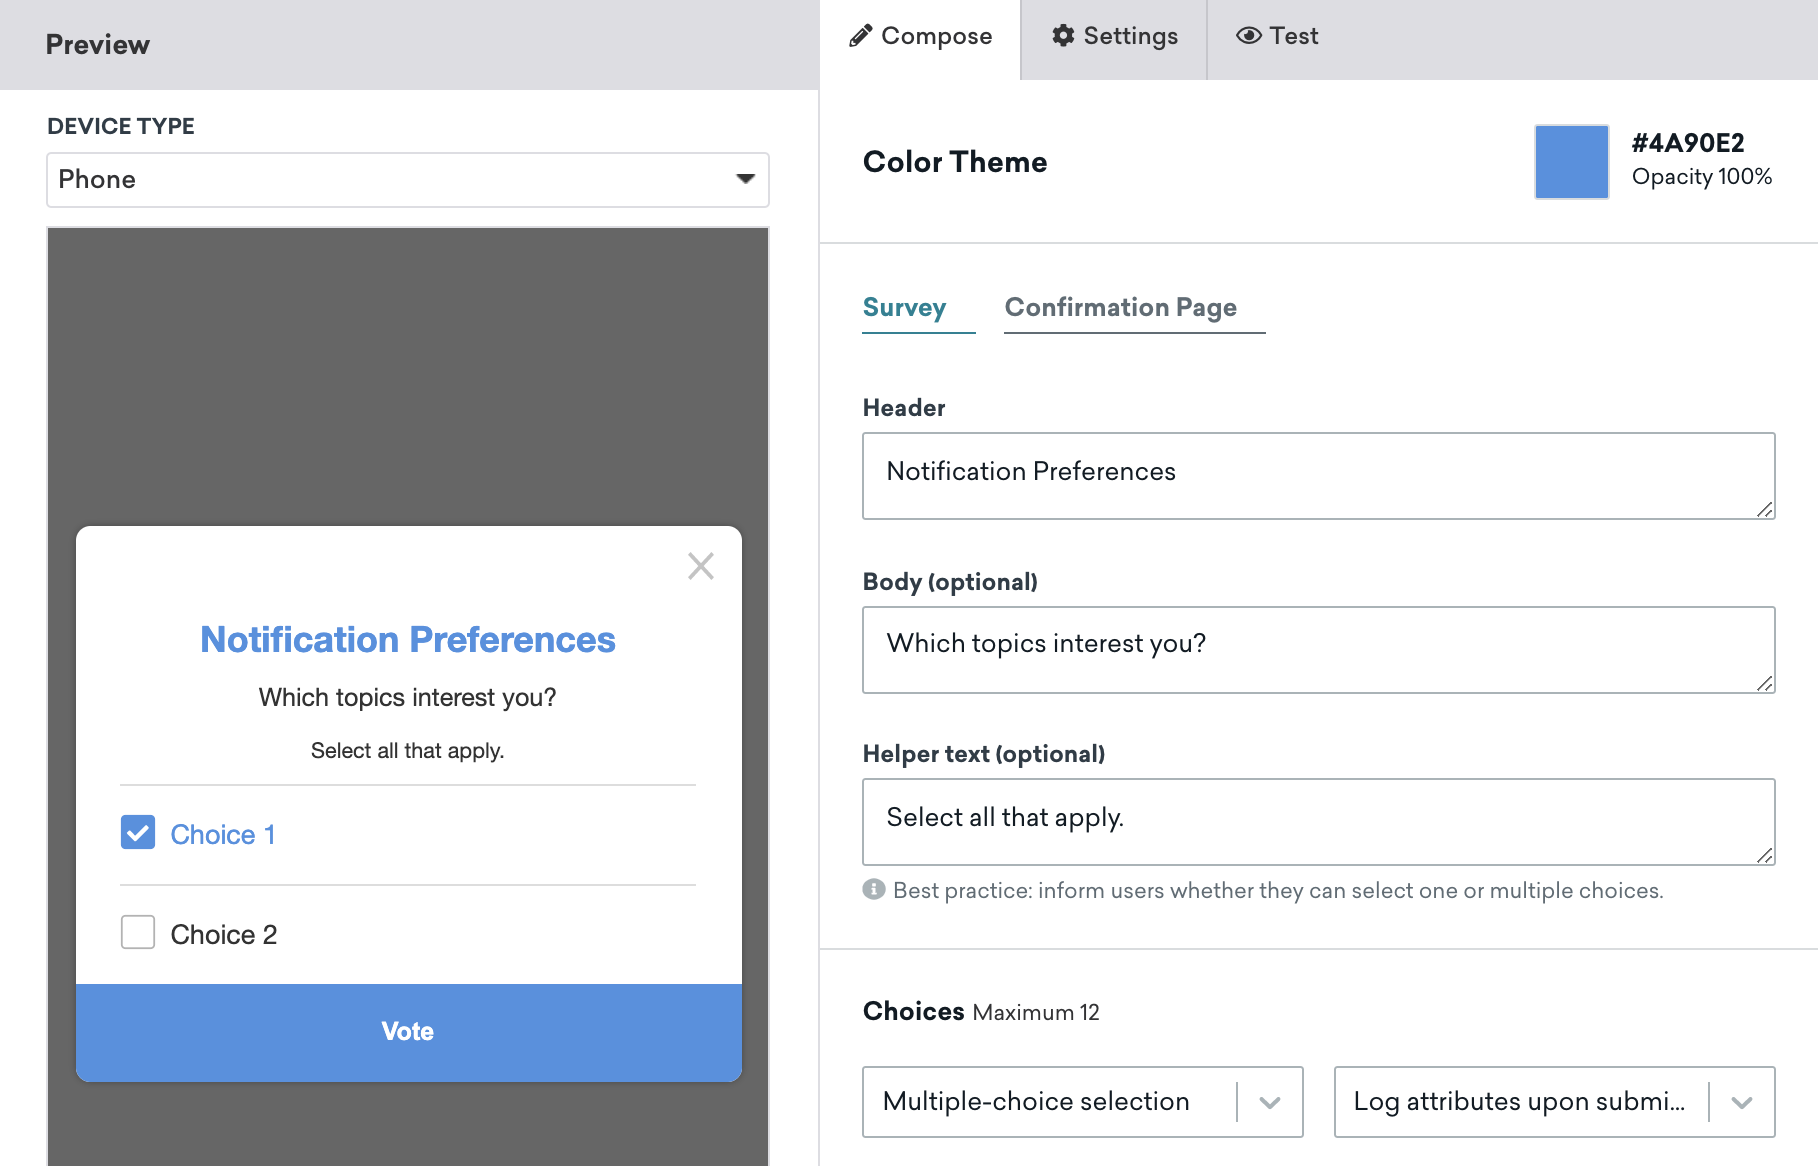 Preview
DEVICE TYPE
Phone
Notification Preferences
Which topics interest you?
Select all that apply.
Choice 1
Choice 2
Vote
Compose
Settings
Test
Color Theme
#4A90E2
Opacity 100%
Survey
Confirmation Page
Header
Notification Preferences
Body (optional)
Which topics interest you?
Helper text (optional)
Select all that apply.
Best practice: inform users whether they can select one or multiple choices.
Choices Maximum 12
Multiple-choice selection
Log attributes upon submi...